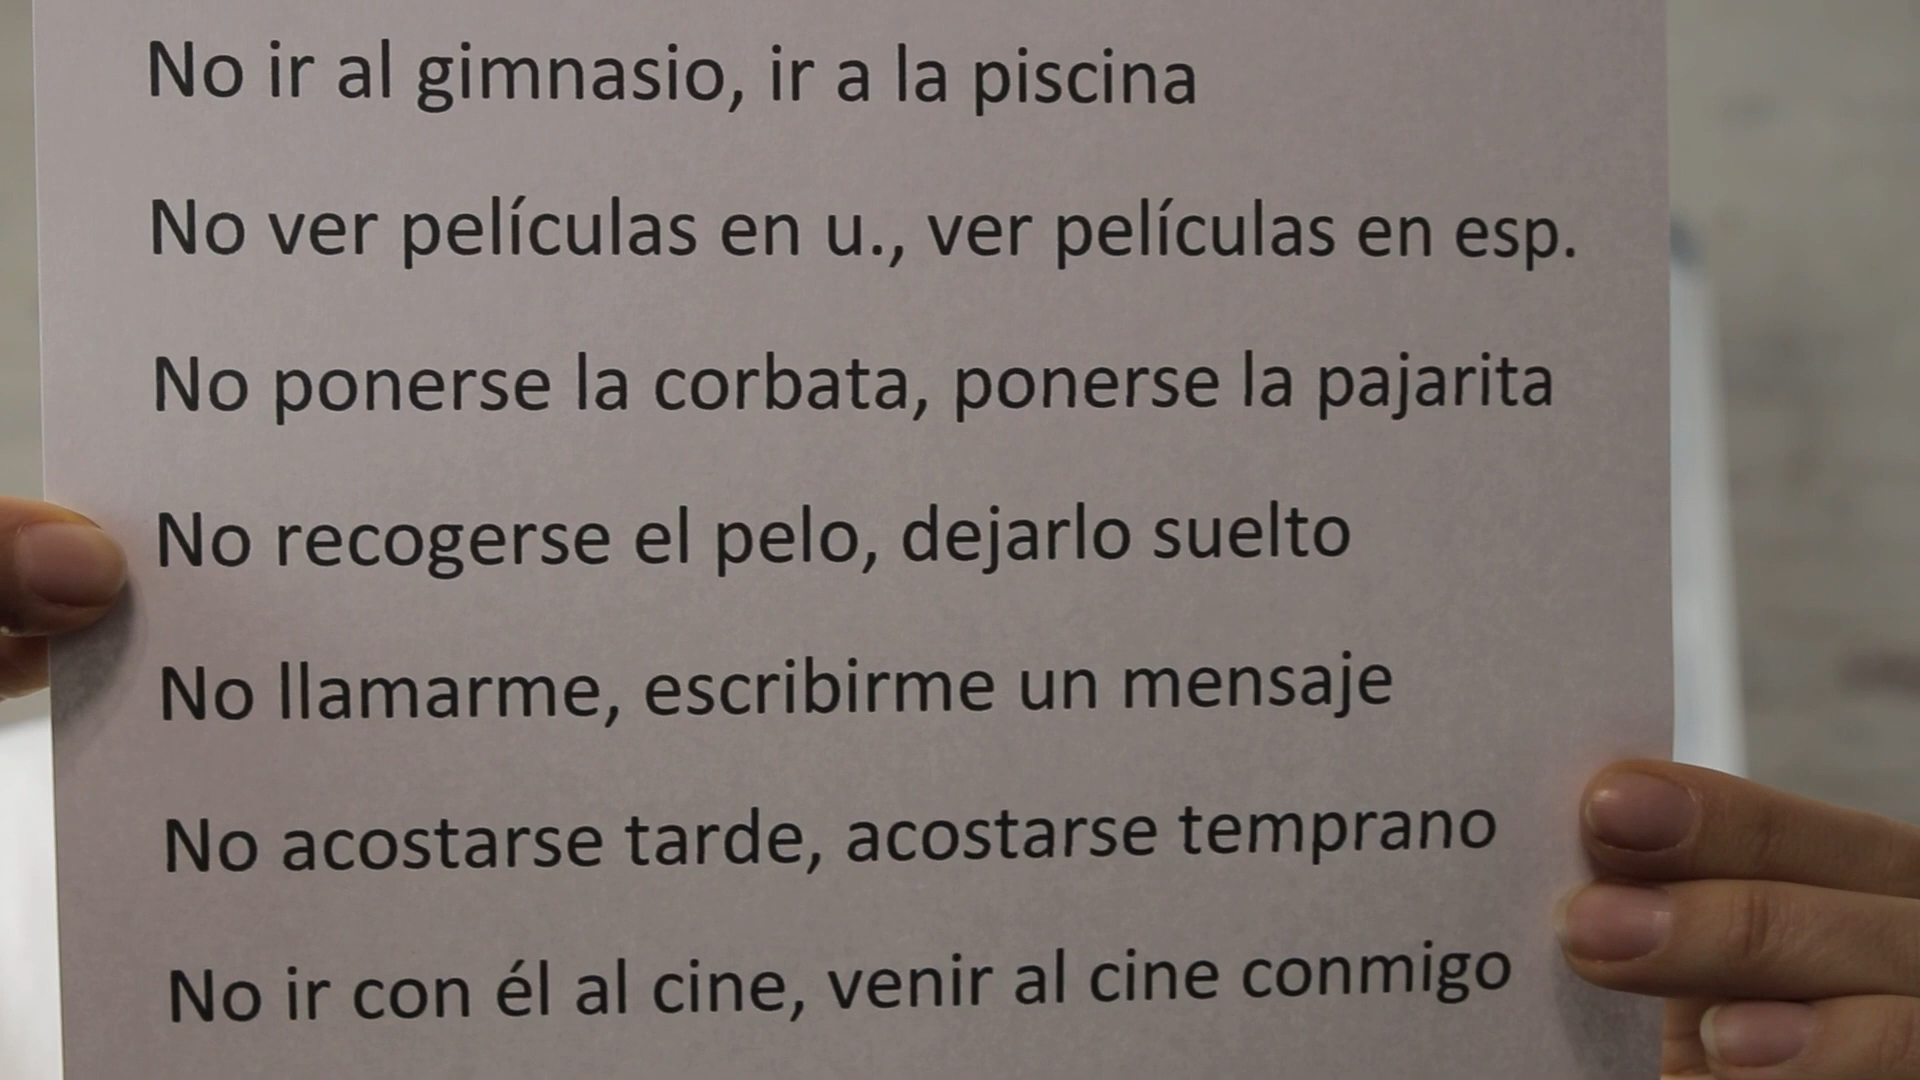 No ir al gimnasio, ir a la piscina
No ver películas en u., ver películas en esp.
No ponerse la corbata, ponerse la pajarita
No recogerse el pelo, dejarlo suelto
No llamarme, escribirme un mensaje
No acostarse tarde, acostarse temprano
No ir con él al cine, venir al cine conmigo